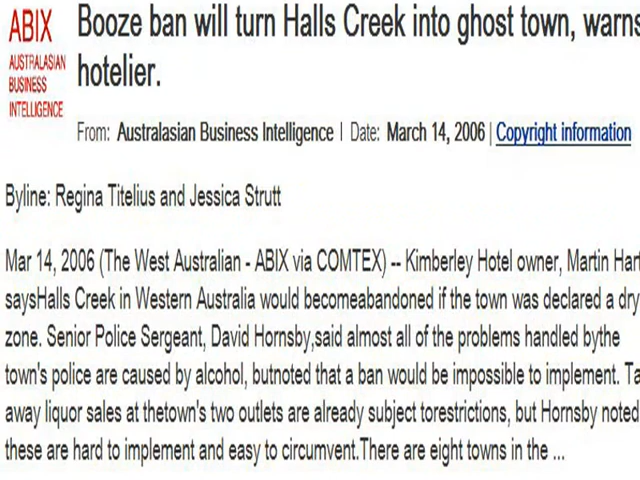 ABIX
AUSTRALASIAN
BUSINESS
INTELLIGENCE
Booze ban will turn Halls Creek into ghost town, warns
hotelier.
From: Australasian Business Intelligence | Date: March 14, 2006 | Copyright information
Byline: Regina Titelius and Jessica Strutt
Mar 14, 2006 (The West Australian - ABIX via COMTEX) -- Kimberley Hotel owner, Martin Hart
saysHalls Creek in Western Australia would becomeabandoned if the town was declared a dry
zone. Senior Police Sergeant, David Hornsby,said almost all of the problems handled bythe
town's police are caused by alcohol, butnoted that a ban would be impossible to implement. Ta
away liquor sales at thetown's two outlets are already subject torestrictions, but Hornsby noted
these are hard to implement and easy to circumvent.There are eight towns in the ...